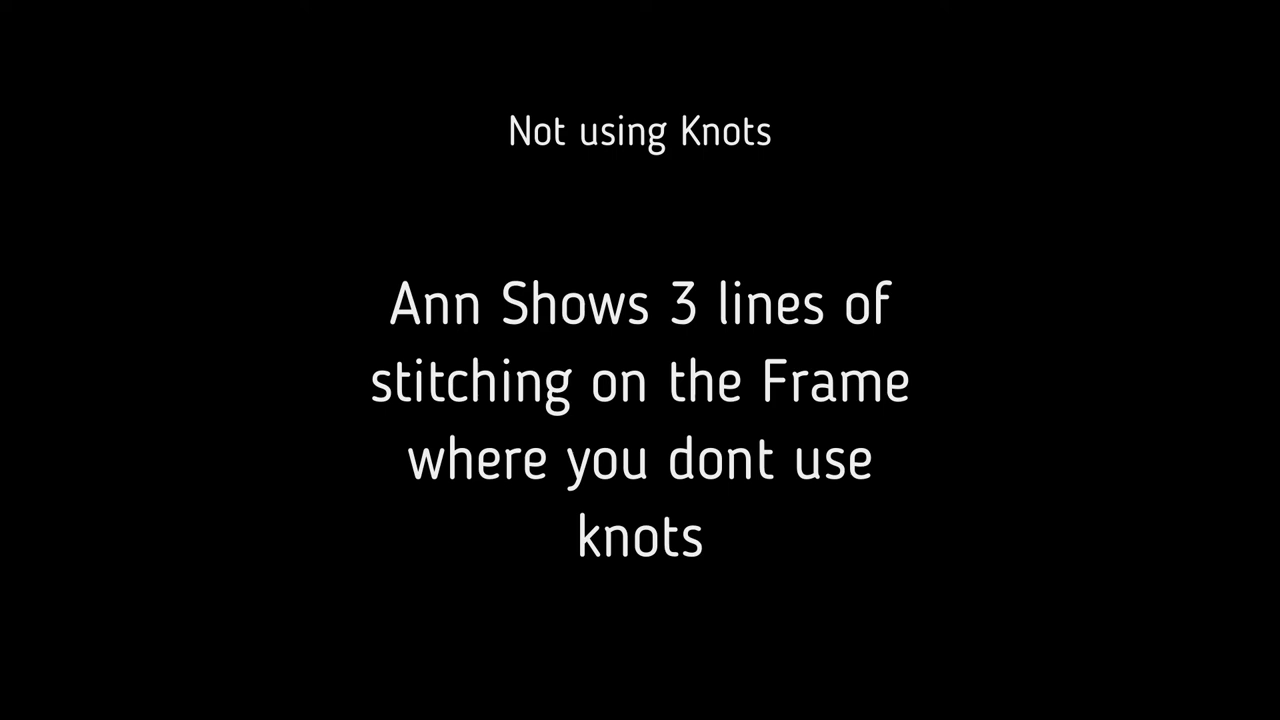 Not using Knots
Ann Shows 3 lines of
stitching on the Frame
where you dont use
knots